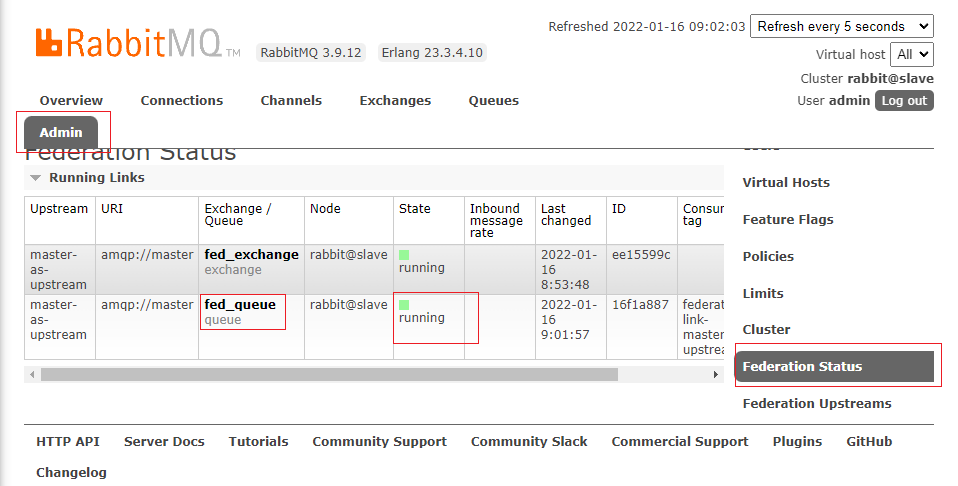 Refreshed 2022-01-16 09:02:03 Refresh every 5 seconds
RabbitMQ TM RabbitMQ 3.9.12 Erlang 23.3.4.10
Virtual host All
Cluster rabbit@slave
User admin Log out
Overview Connections Channels Exchanges Queues
Admin
Federation Status
Running Links
Upstream URI Exchange / Queue Node State Inbound message rate Last changed ID Consu tag
master-as-upstream amqp://master fed_exchange exchange rabbit@slave running 2022-01-16 8:53:48 ee15599c
master-as-upstream amqp://master fed_queue queue rabbit@slave running 2022-01-16 9:01:57 16f1a887 federat link-master upstrea
Virtual Hosts
Feature Flags
Policies
Limits
Cluster
Federation Status
Federation Upstreams
HTTP API Server Docs Tutorials Community Support Community Slack Commercial Support Plugins GitHub
Changelog